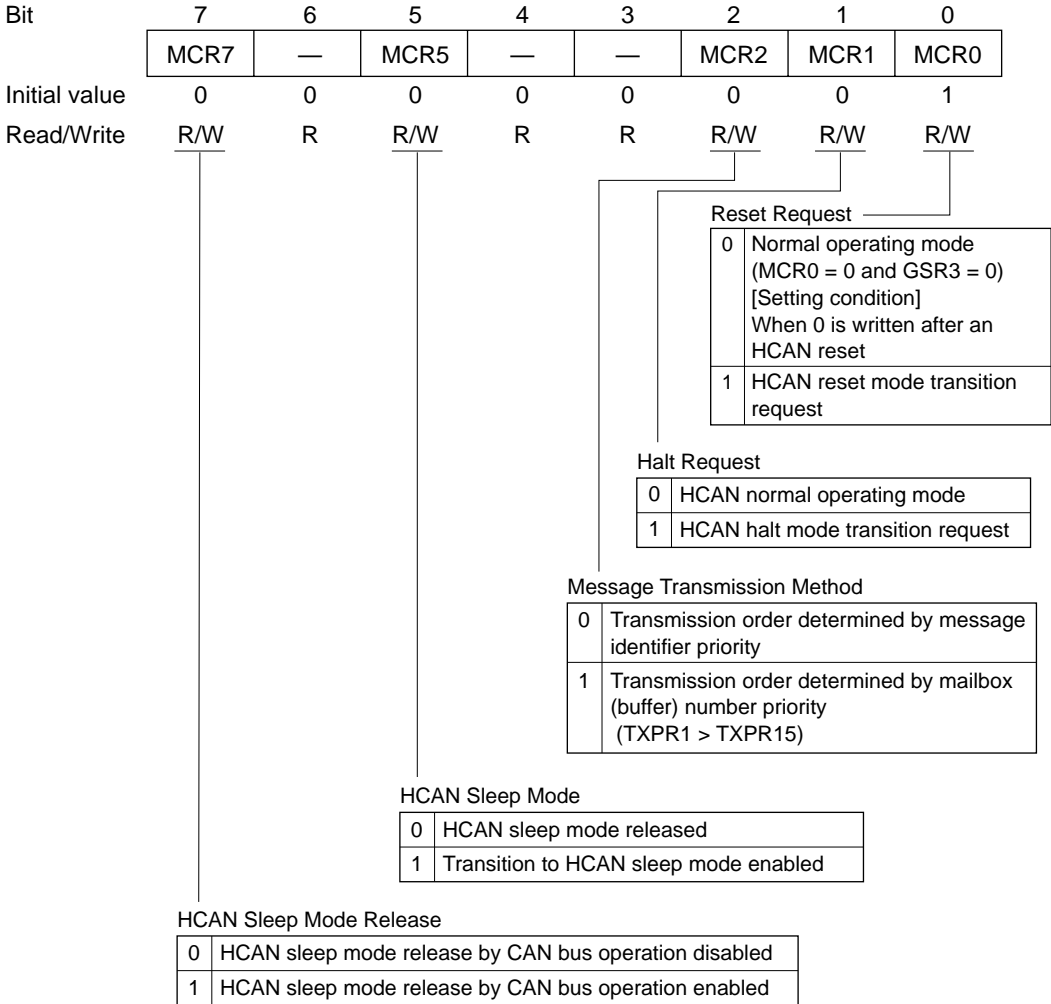 Bit 7 6 5 4 3 2 1 0
MCR7 — MCR5 — — MCR2 MCR1 MCR0
Initial value 0 0 0 0 0 0 0 1
Read/Write R/W R R/W R R R/W R/W R/W
Reset Request
0 Normal operating mode
(MCR0 = 0 and GSR3 = 0)
[Setting condition]
When 0 is written after an
HCAN reset
1 HCAN reset mode transition
request
Halt Request
0 HCAN normal operating mode
1 HCAN halt mode transition request
Message Transmission Method
0 Transmission order determined by message
identifier priority
1 Transmission order determined by mailbox
(buffer) number priority
(TXPR1 > TXPR15)
HCAN Sleep Mode
0 HCAN sleep mode released
1 Transition to HCAN sleep mode enabled
HCAN Sleep Mode Release
0 HCAN sleep mode release by CAN bus operation disabled
1 HCAN sleep mode release by CAN bus operation enabled